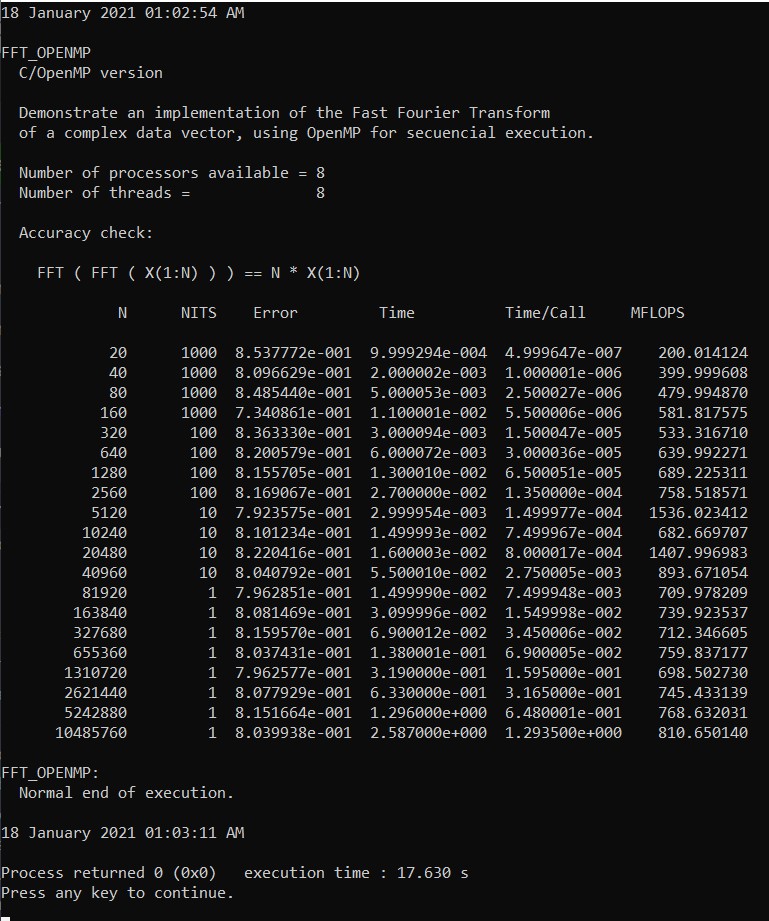 18 January 2021 01:02:54 AM
FFT_OPENMP
C/OpenMP version
Demonstrate an implementation of the Fast Fourier Transform
of a complex data vector, using OpenMP for secuencial execution.
Number of processors available = 8
Number of threads = 8
Accuracy check:
FFT ( FFT ( X(1:N) ) ) == N * X(1:N)
N NITS Error Time Time/Call MFLOPS
20 1000 8.537772e-001 9.999294e-004 4.999647e-007 200.014124
40 1000 8.096629e-001 2.000002e-003 1.000001e-006 399.999608
80 1000 8.485440e-001 5.000053e-003 2.500027e-006 479.994870
160 1000 7.340861e-001 1.100001e-002 5.500006e-006 581.817575
320 100 8.363330e-001 3.000094e-003 1.500047e-005 533.316710
640 100 8.200579e-001 6.000072e-003 3.000036e-005 639.992271
1280 100 8.155705e-001 1.300010e-002 6.500051e-005 689.225311
2560 100 8.169067e-001 2.700000e-002 1.350000e-004 758.518571
5120 10 7.923575e-001 2.999954e-003 1.499977e-004 1536.023412
10240 10 8.101234e-001 1.499993e-002 7.499967e-004 682.669707
20480 10 8.220416e-001 1.600003e-002 8.000017e-004 1407.996983
40960 10 8.040792e-001 5.500010e-002 2.750005e-003 893.671054
81920 1 7.962851e-001 1.499990e-002 7.499948e-003 709.978209
163840 1 8.081469e-001 3.099996e-002 1.549998e-002 739.923537
327680 1 8.159570e-001 6.900012e-002 3.450006e-002 712.346605
655360 1 8.037431e-001 1.380001e-001 6.900005e-002 759.837177
1310720 1 7.962577e-001 3.190000e-001 1.595000e-001 698.502730
2621440 1 8.077929e-001 6.330000e-001 3.165000e-001 745.433139
5242880 1 8.151664e-001 1.296000e+000 6.480001e-001 768.632031
10485760 1 8.039938e-001 2.587000e+000 1.293500e+000 810.650140
FFT_OPENMP:
Normal end of execution.
18 January 2021 01:03:11 AM
Process returned 0 (0x0) execution time : 17.630 s
Press any key to continue.